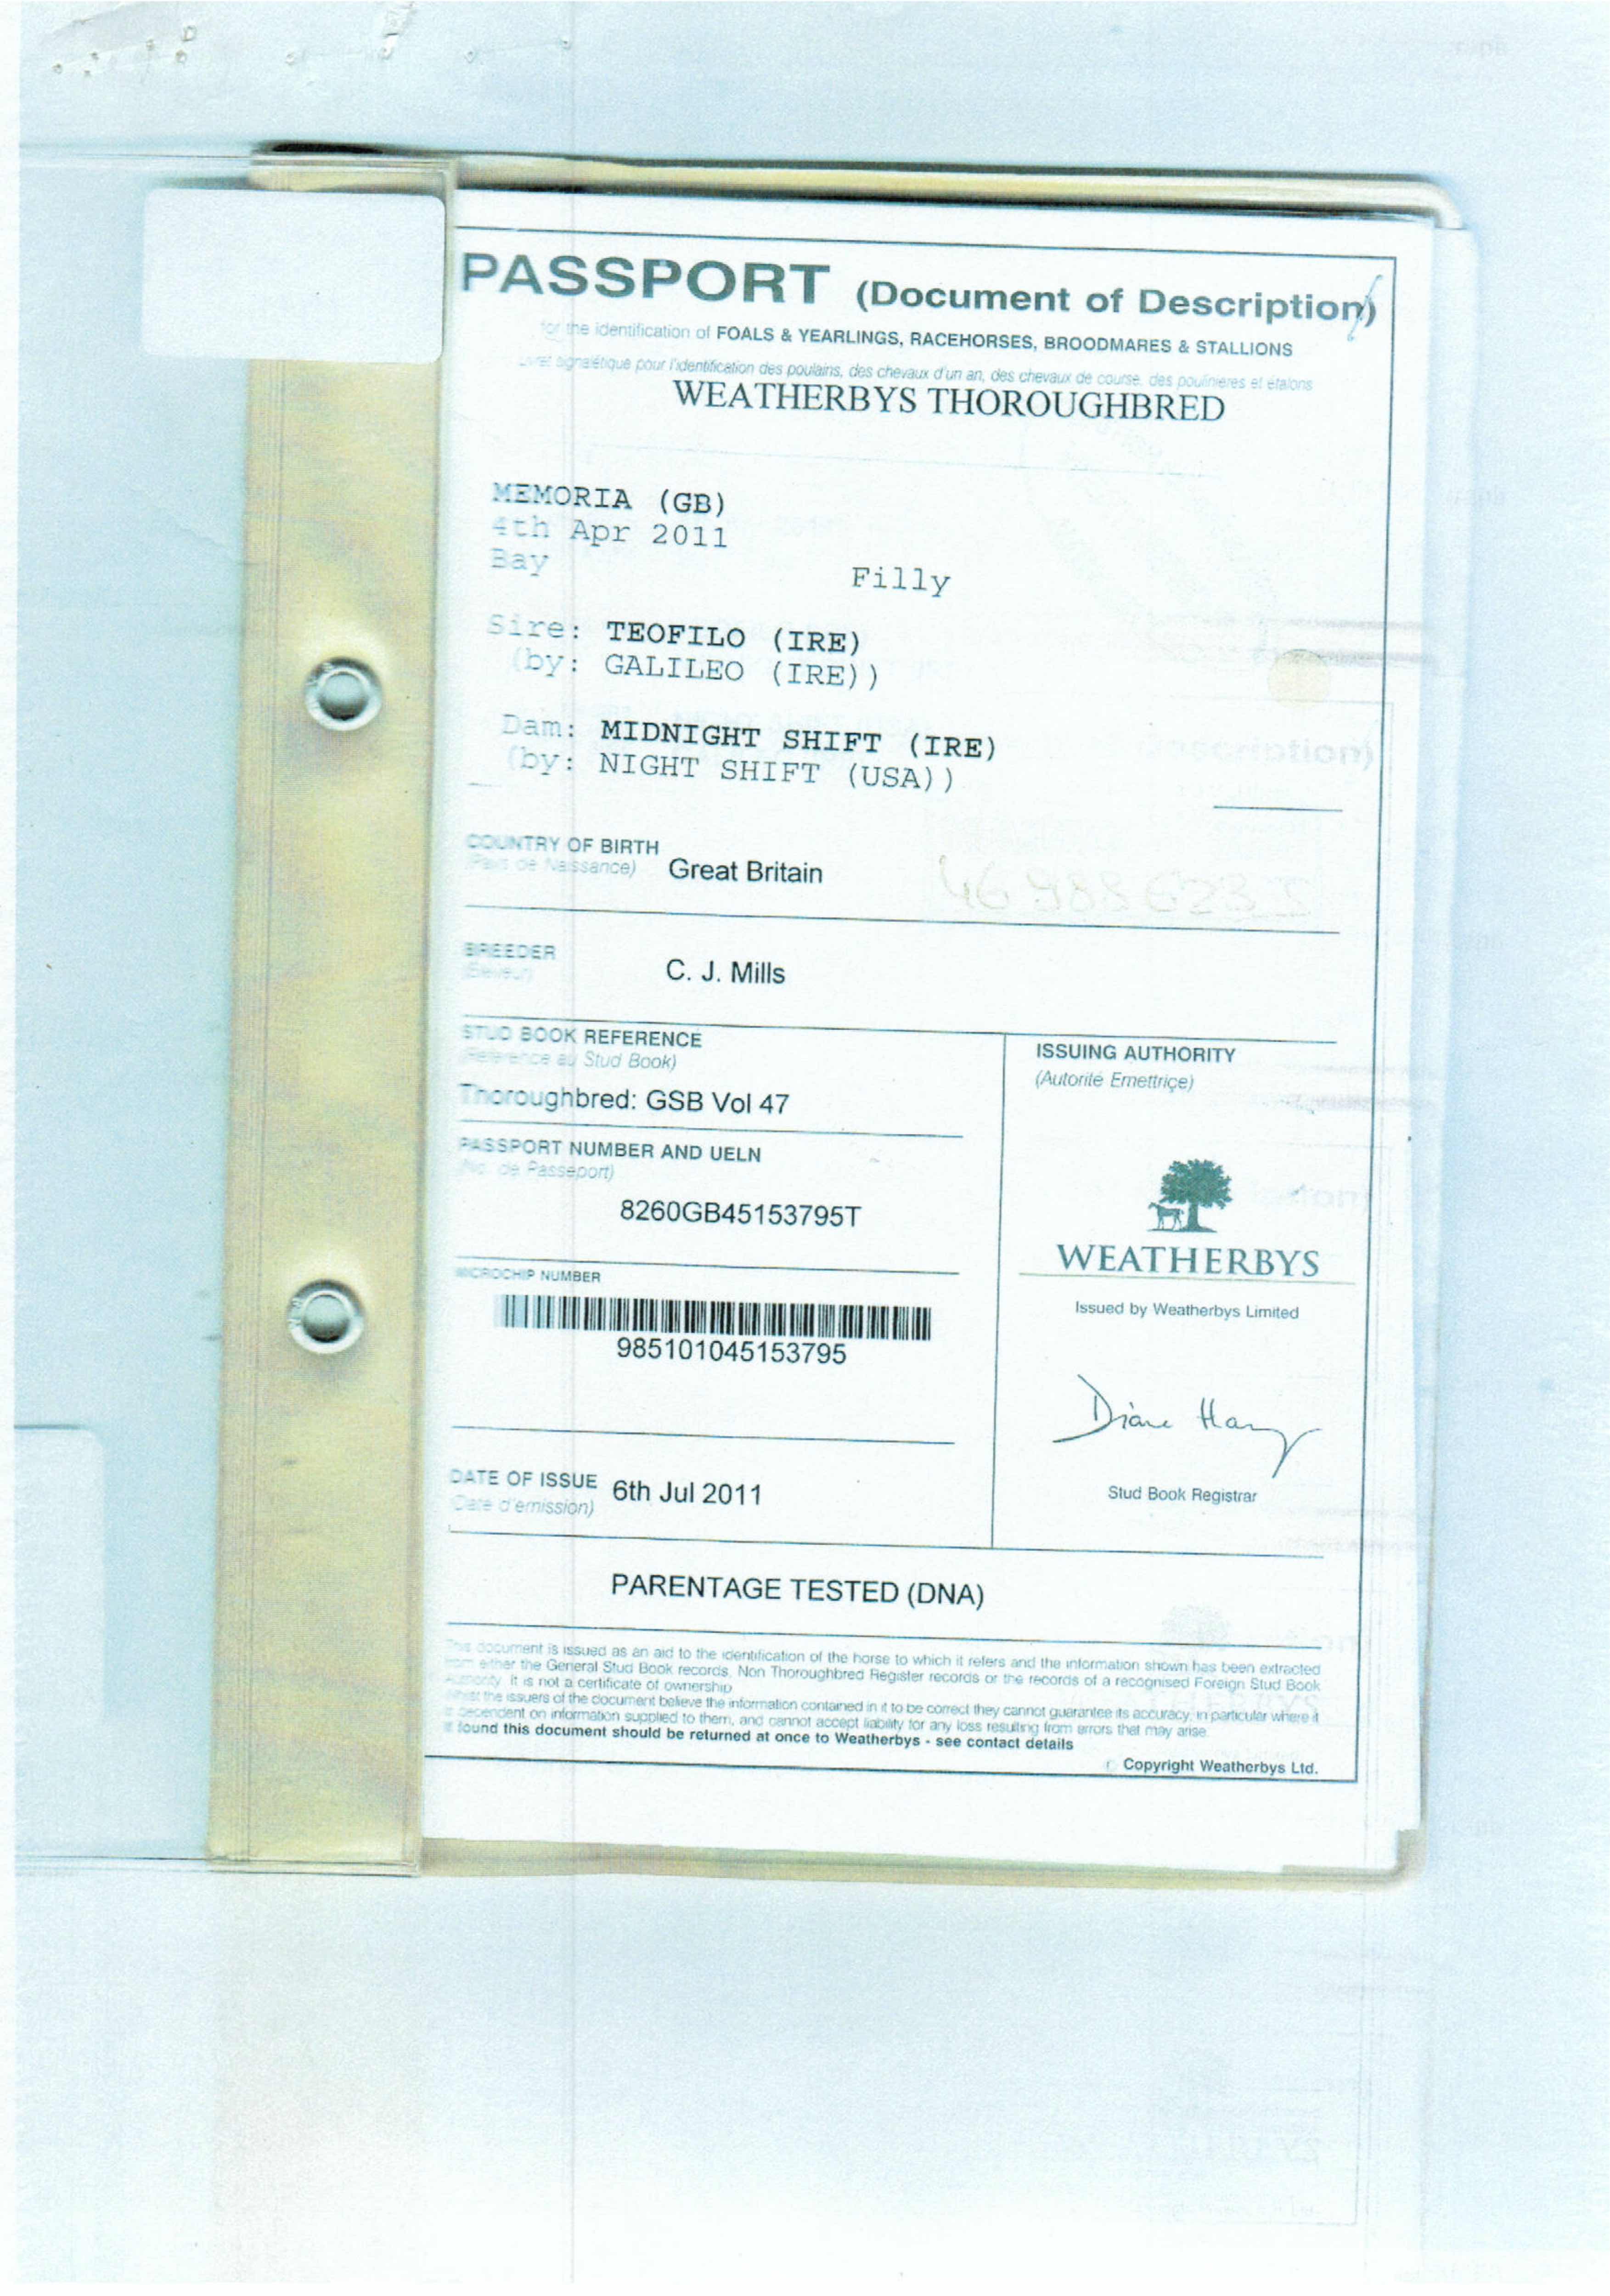 PASSPORT (Document of Description)
for the identification of FOALS & YEARLINGS, RACEHORSES, BROODMARES & STALLIONS
Livret signalétique pour l'identification des poulains, des chevaux d'un an, des chevaux de course, des poulinieres et étalons
WEATHERBYS THOROUGHBRED
MEMORIA (GB)
4th Apr 2011
Bay
Filly
Sire: TEOFILO (IRE)
(by: GALILEO (IRE))
Dam: MIDNIGHT SHIFT (IRE)
(by: NIGHT SHIFT (USA))
COUNTRY OF BIRTH
(Pays de Naissance) Great Britain
BREEDER
(Eleveur) C. J. Mills
STUD BOOK REFERENCE
(Reference au Stud Book)
Thoroughbred: GSB Vol 47
PASSPORT NUMBER AND UELN
(No. de Passeport)
8260GB45153795T
MICROCHIP NUMBER
985101045153795
DATE OF ISSUE 6th Jul 2011
(Date d'emission)
ISSUING AUTHORITY
(Autorité Emettriçe)
WEATHERBYS
Issued by Weatherbys Limited
Diane
Stud Book Registrar
PARENTAGE TESTED (DNA)
This document is issued as an aid to the identification of the horse to which it refers and the information shown has been extracted
from either the General Stud Book records, Non Thoroughbred Register records or the records of a recognised Foreign Stud Book
Authority. It is not a certificate of ownership
Whilst the issuers of the document believe the information contained in it to be correct they cannot guarantee its accuracy, in particular where it
is dependent on information supplied to them, and cannot accept liability for any loss resulting from errors that may arise.
If found this document should be returned at once to Weatherbys - see contact details
© Copyright Weatherbys Ltd.